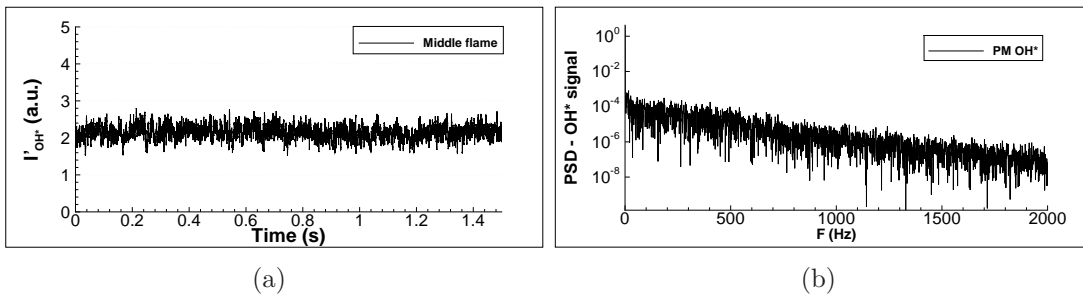 5
4
3
2
1
0
I'OH* (a.u.)
Middle flame
0 0.2 0.4 0.6 0.8 1 1.2 1.4
Time (s)
(a)
10^0
10^-2
10^-4
10^-6
10^-8
PSD - OH* signal
PM OH*
0 500 1000 1500 2000
F (Hz)
(b)